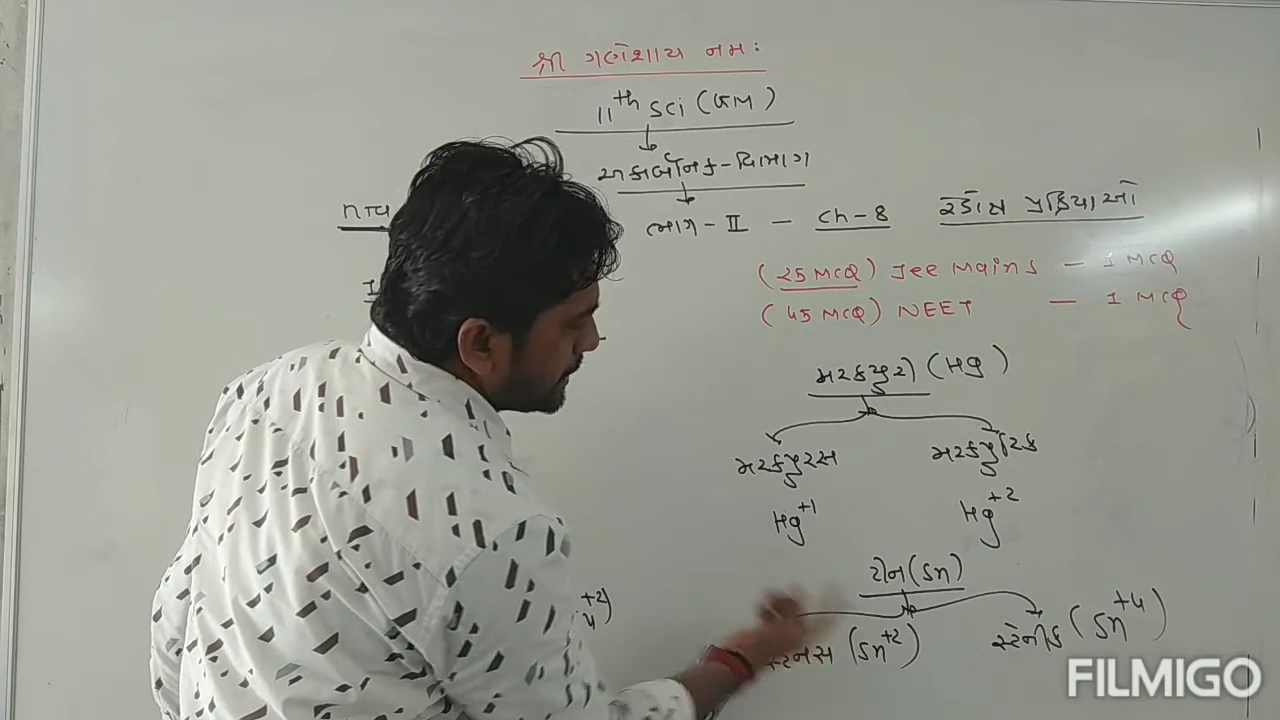 શ્રી ગણેશાય નમઃ
11th Sci (GM)
અકાર્બનિક-વિભાગ
ભાગ-II - Ch-8 રેડોક્ષ પ્રક્રિયાઓ
(25 MCQ) Jee Mains - 1 MCQ
(45 MCQ) NEET - 1 MCQ
મરક્યુરી (Hg)
મરક્યુરસ મરક્યુરિક
Hg+1 Hg+2
ટીન (Sn)
સ્ટેનસ (Sn+2) સ્ટેનીક (Sn+4)
FILMIGO